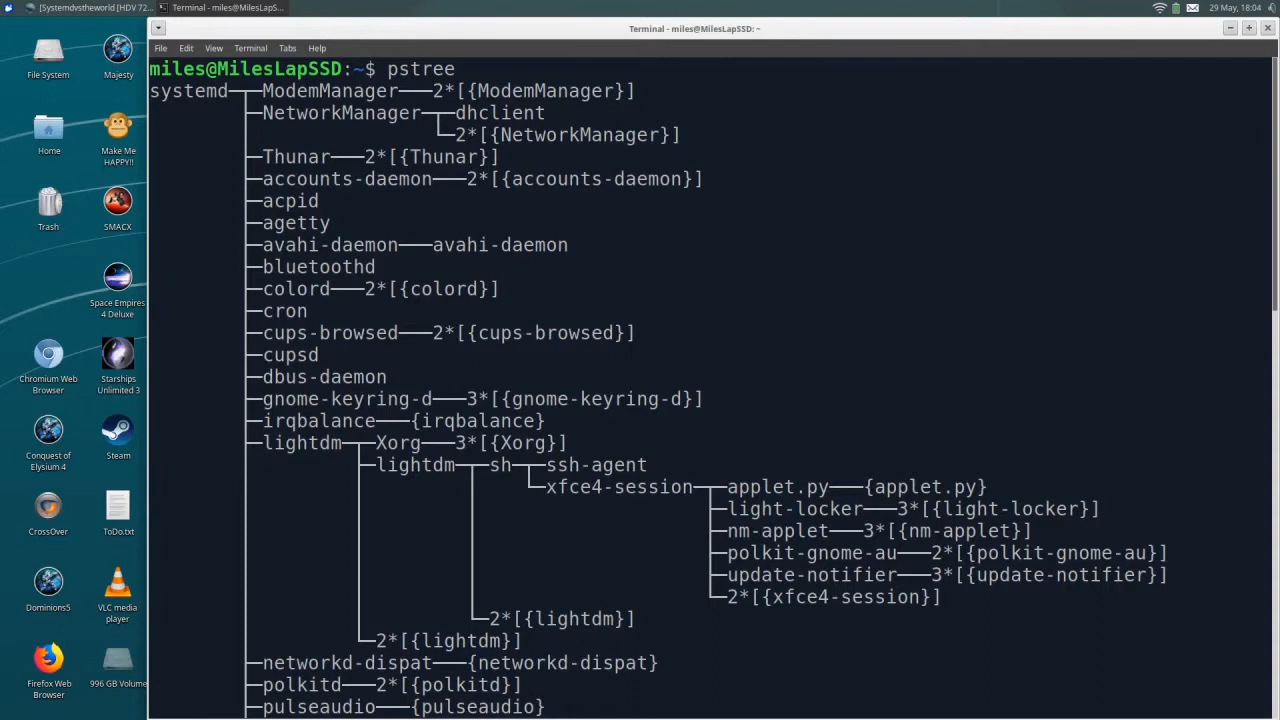 [Systemdvstheworld [HDV 72...
Terminal - miles@MilesLapS...
29 May, 18:04
Terminal - miles@MilesLapSSD: ~
File Edit View Terminal Tabs Help
File System
Majesty
Home
Make Me
HAPPY!!
Trash
SMACX
Space Empires
4 Deluxe
Chromium Web
Browser
Starships
Unlimited 3
Conquest of
Elysium 4
Steam
CrossOver
ToDo.txt
Dominions5
VLC media
player
Firefox Web
Browser
996 GB Volume
miles@MilesLapSSD:~$ pstree
systemd─┬─ModemManager───2*[{ModemManager}]
├─NetworkManager─┬─dhclient
└─2*[{NetworkManager}]
├─Thunar───2*[{Thunar}]
├─accounts-daemon───2*[{accounts-daemon}]
├─acpid
├─agetty
├─avahi-daemon───avahi-daemon
├─bluetoothd
├─colord───2*[{colord}]
├─cron
├─cups-browsed───2*[{cups-browsed}]
├─cupsd
├─dbus-daemon
├─gnome-keyring-d───3*[{gnome-keyring-d}]
├─irqbalance───{irqbalance}
├─lightdm─┬─Xorg───3*[{Xorg}]
├─lightdm─┬─sh─┬─ssh-agent
└─xfce4-session─┬─applet.py───{applet.py}
├─light-locker───3*[{light-locker}]
├─nm-applet───3*[{nm-applet}]
├─polkit-gnome-au───2*[{polkit-gnome-au}]
├─update-notifier───3*[{update-notifier}]
└─2*[{xfce4-session}]
└─2*[{lightdm}]
└─2*[{lightdm}]
├─networkd-dispat───{networkd-dispat}
├─polkitd───2*[{polkitd}]
├─pulseaudio───{pulseaudio}